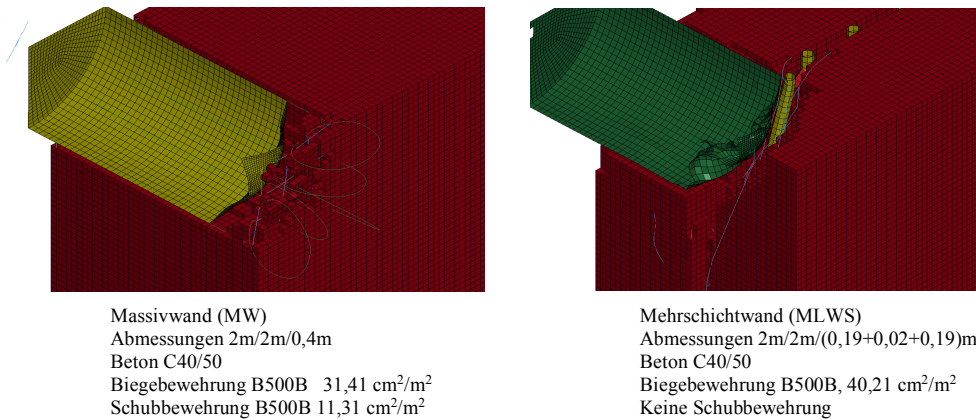 Massivwand (MW)
Abmessungen 2m/2m/0,4m
Beton C40/50
Biegebewehrung B500B 31,41 cm²/m²
Schubbewehrung B500B 11,31 cm²/m²
Mehrschichtwand (MLWS)
Abmessungen 2m/2m/(0,19+0,02+0,19)m
Beton C40/50
Biegebewehrung B500B, 40,21 cm²/m²
Keine Schubbewehrung